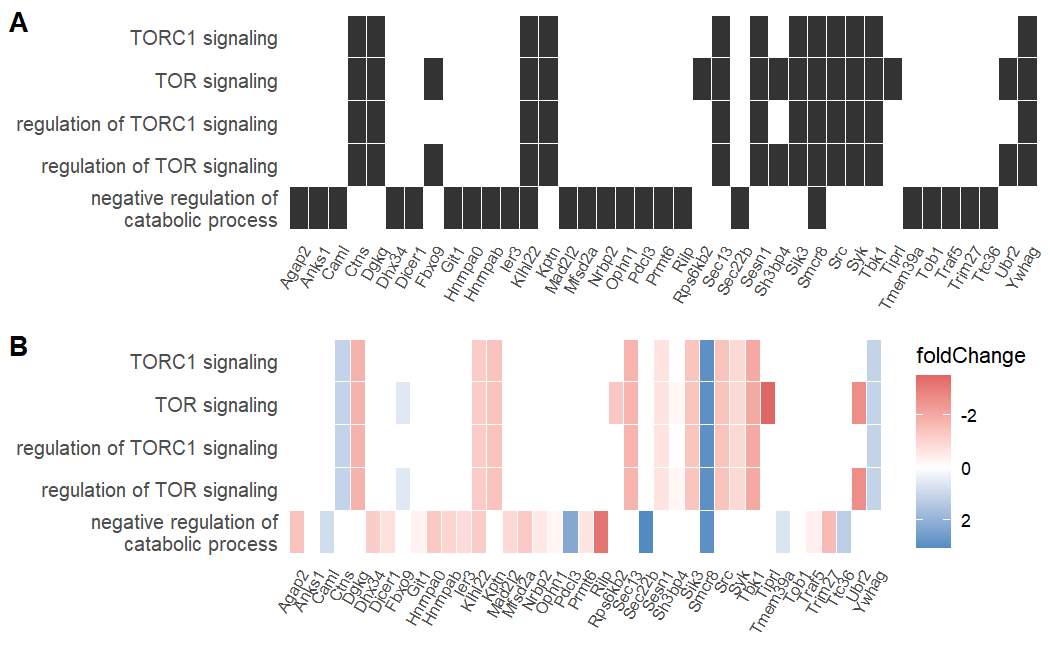 A
TORC1 signaling
TOR signaling
regulation of TORC1 signaling
regulation of TOR signaling
negative regulation of
catabolic process
Agap2
Anks1
Caml
Ctns
Dgkq
Dhx34
Dicer1
Fbxo9
Git1
Hnrnpa0
Hnrnpab
Ier3
Klhl22
Kptn
Mad2l2
Mfsd2a
Nrbp2
Ophn1
Pdcl3
Prmt6
Rilp
Rps6kb2
Sec13
Sec22b
Sesn1
Sh3bp4
Sik3
Smcr8
Src
Syk
Tbk1
Tiprl
Tmem39a
Tob1
Traf5
Trim27
Ttc36
Ubr2
Ywhag
B
TORC1 signaling
TOR signaling
regulation of TORC1 signaling
regulation of TOR signaling
negative regulation of
catabolic process
Agap2
Anks1
Caml
Ctns
Dgkq
Dhx34
Dicer1
Fbxo9
Git1
Hnrnpa0
Hnrnpab
Ier3
Klhl22
Kptn
Mad2l2
Mfsd2a
Nrbp2
Ophn1
Pdcl3
Prmt6
Rilp
Rps6kb2
Sec13
Sec22b
Sesn1
Sh3bp4
Sik3
Smcr8
Src
Syk
Tbk1
Tiprl
Tmem39a
Tob1
Traf5
Trim27
Ttc36
Ubr2
Ywhag
foldChange
-2
0
2